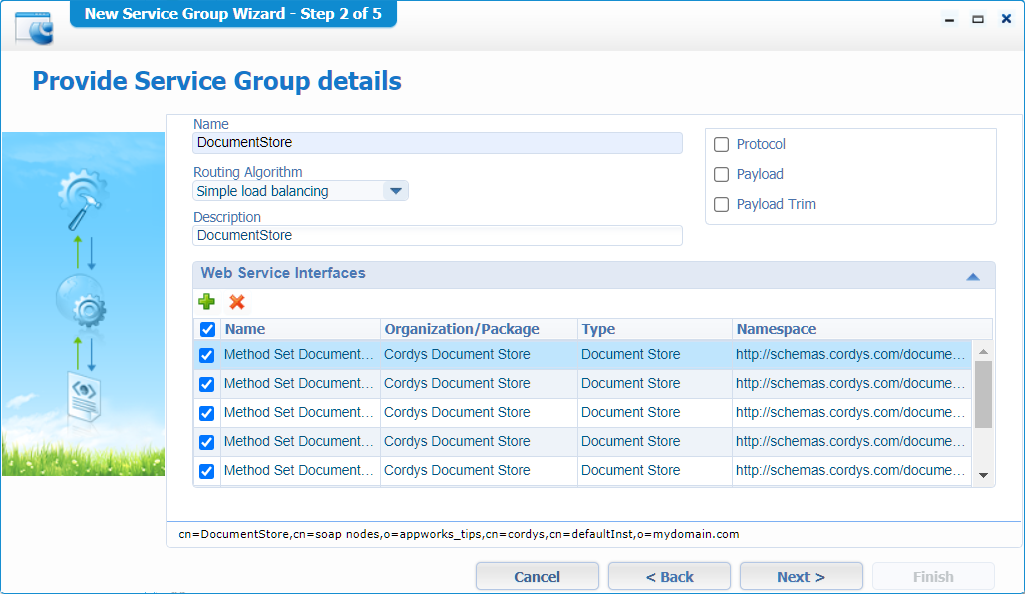 New Service Group Wizard - Step 2 of 5
Provide Service Group details
Name
DocumentStore
Routing Algorithm
Simple load balancing
Description
DocumentStore
Protocol
Payload
Payload Trim
Web Service Interfaces
Name Organization/Package Type Namespace
Method Set Document... Cordys Document Store Document Store http://schemas.cordys.com/docume...
Method Set Document... Cordys Document Store Document Store http://schemas.cordys.com/docume...
Method Set Document... Cordys Document Store Document Store http://schemas.cordys.com/docume...
Method Set Document... Cordys Document Store Document Store http://schemas.cordys.com/docume...
Method Set Document... Cordys Document Store Document Store http://schemas.cordys.com/docume...
cn=DocumentStore,cn=soap nodes,o=appworks_tips,cn=cordys,cn=defaultInst,o=mydomain.com
Cancel < Back Next > Finish